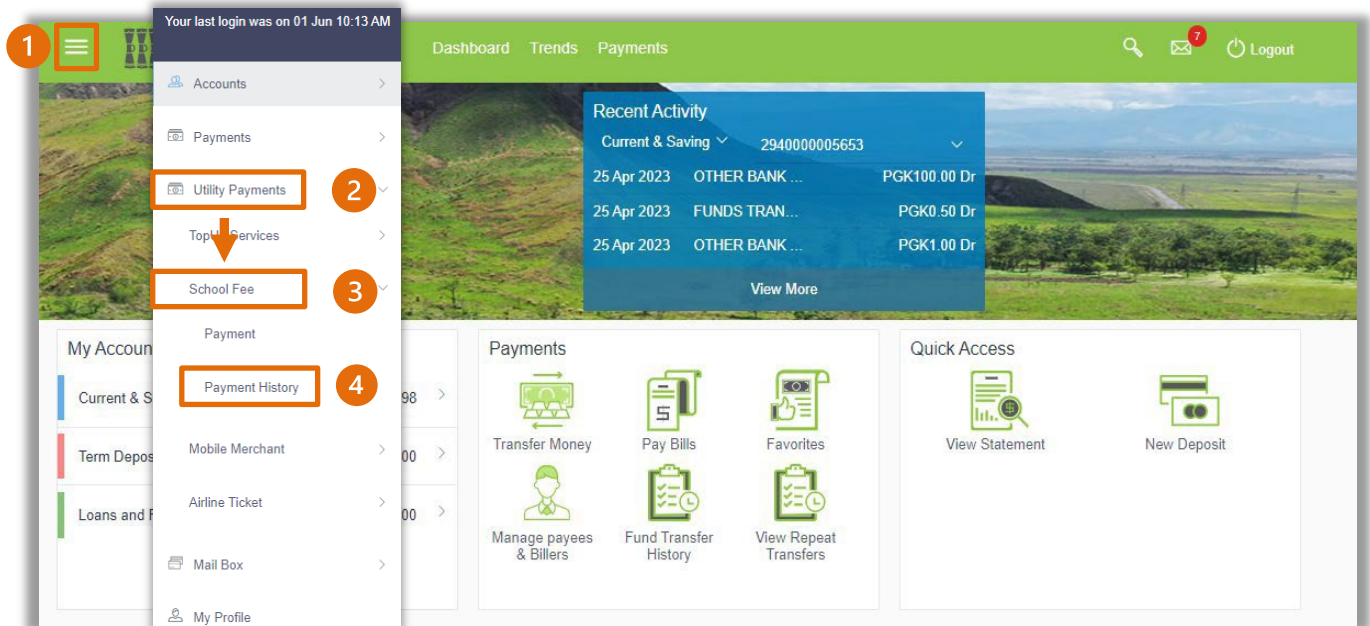 Your last login was on 01 Jun 10:13 AM
1
Dashboard Trends Payments
7
Logout
Accounts
Payments
Utility Payments
2
TopUp Services
School Fee
3
Payment
Payment History
4
Mobile Merchant
Airline Ticket
Mail Box
My Profile
Recent Activity
Current & Saving 2940000005653
25 Apr 2023 OTHER BANK ... PGK100.00 Dr
25 Apr 2023 FUNDS TRAN... PGK0.50 Dr
25 Apr 2023 OTHER BANK ... PGK1.00 Dr
View More
My Accoun
Current & S 98
Term Depos 00
Loans and 00
Payments
Transfer Money
Pay Bills
Favorites
Manage payees
& Billers
Fund Transfer
History
View Repeat
Transfers
Quick Access
View Statement
New Deposit